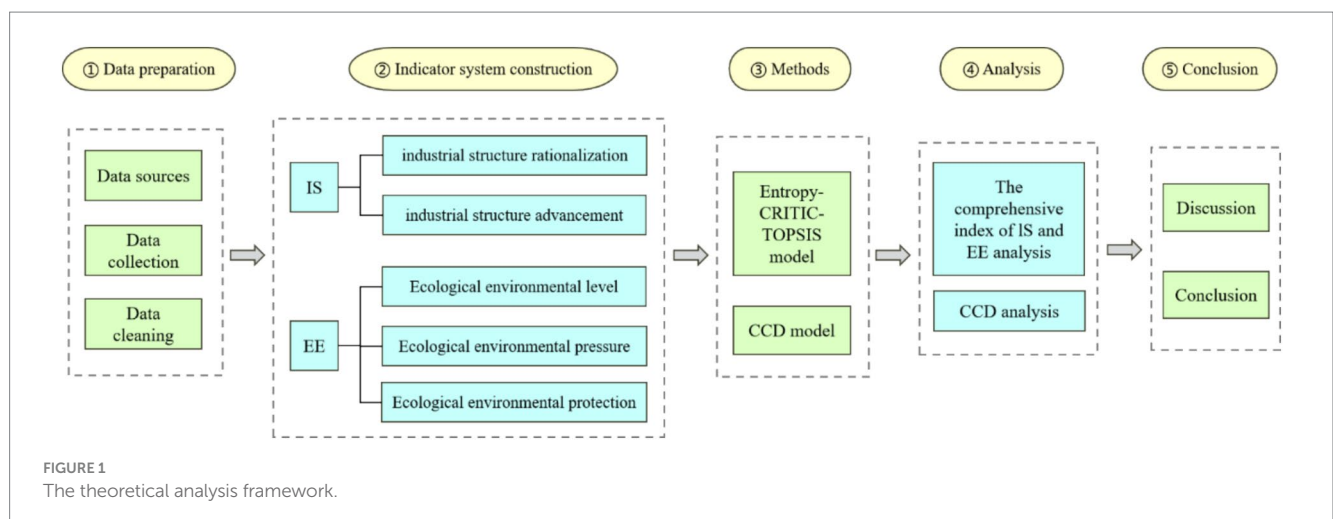 ① Data preparation
② Indicator system construction
③ Methods
④ Analysis
⑤ Conclusion
Data sources
Data
collection
Data
cleaning
IS
industrial structure rationalization
industrial structure advancement
EE
Ecological environmental level
Ecological environmental pressure
Ecological environmental protection
Entropy-
CRITIC-
TOPSIS
model
CCD model
The
comprehensive
index of IS and
EE analysis
CCD analysis
Discussion
Conclusion
FIGURE 1
The theoretical analysis framework.